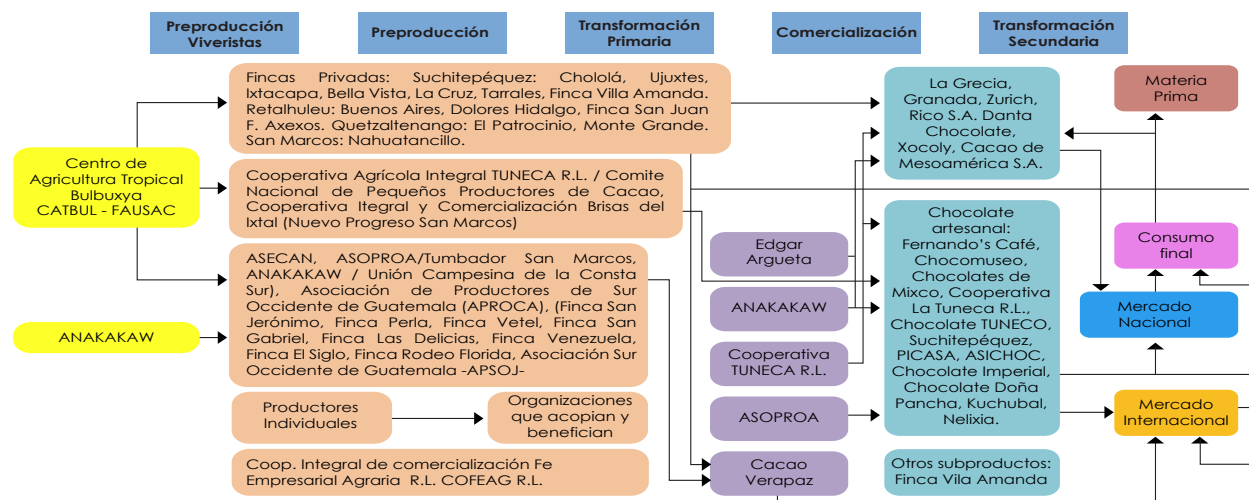 Preproducción
Viveristas
Preproducción
Transformación
Primaria
Comercialización
Transformación
Secundaria
Centro de
Agricultura Tropical
Bulbuxya
CATBUL - FAUSAC
ANAKAKAW
Fincas Privadas: Suchitepéquez: Chololá, Ujuxtes,
Ixtacapa, Bella Vista, La Cruz, Tarrales, Finca Villa Amanda.
Retalhuleu: Buenos Aires, Dolores Hidalgo, Finca San Juan
F. Axexos. Quetzaltenango: El Patrocinio, Monte Grande.
San Marcos: Nahuatancillo.
Cooperativa Agrícola Integral TUNECA R.L. / Comite
Nacional de Pequeños Productores de Cacao,
Cooperativa Itegral y Comercialización Brisas del
Ixtal (Nuevo Progreso San Marcos)
ASECAN, ASOPROA/Tumbador San Marcos,
ANAKAKAW / Unión Campesina de la Consta
Sur), Asociación de Productores de Sur
Occidente de Guatemala (APROCA), (Finca San
Jerónimo, Finca Perla, Finca Vetel, Finca San
Gabriel, Finca Las Delicias, Finca Venezuela,
Finca El Siglo, Finca Rodeo Florida, Asociación Sur
Occidente de Guatemala -APSOJ-
Productores
Individuales
Organizaciones
que acopian y
benefician
Coop. Integral de comercialización Fe
Empresarial Agraria R.L. COFEAG R.L.
Edgar
Argueta
ANAKAKAW
Cooperativa
TUNECA R.L.
ASOPROA
Cacao
Verapaz
La Grecia,
Granada, Zurich,
Rico S.A. Danta
Chocolate,
Xocoly, Cacao de
Mesoamérica S.A.
Chocolate
artesanal:
Fernando's Café,
Chocomuseo,
Chocolates de
Mixco, Cooperativa
La Tuneca R.L.,
Chocolate TUNECO,
Suchitepéquez,
PICASA, ASICHOC,
Chocolate Imperial,
Chocolate Doña
Pancha, Kuchubal,
Nelixia.
Otros subproductos:
Finca Vila Amanda
Materia
Prima
Consumo
final
Mercado
Nacional
Mercado
Internacional